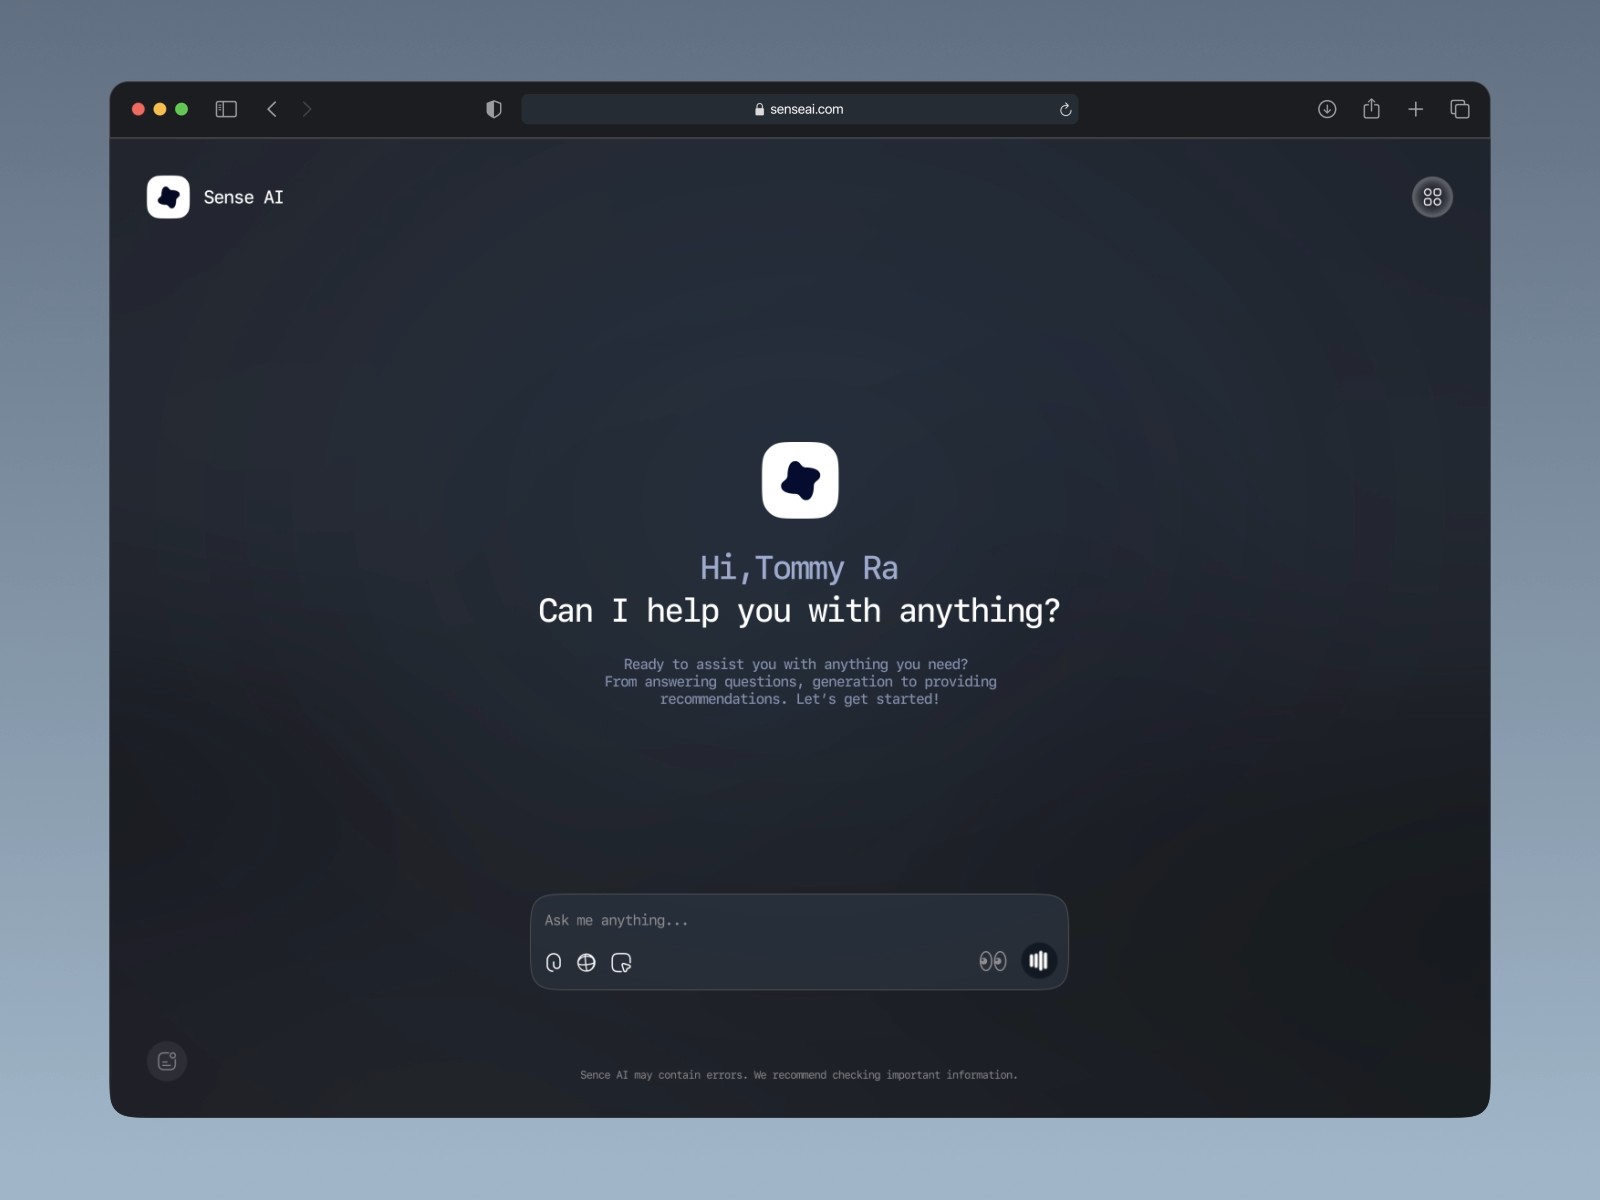 senseai.com
Sense AI
Hi,Tommy Ra
Can I help you with anything?
Ready to assist you with anything you need?
From answering questions, generation to providing
recommendations. Let’s get started!
Ask me anything...
Sence AI may contain errors. We recommend checking important information.